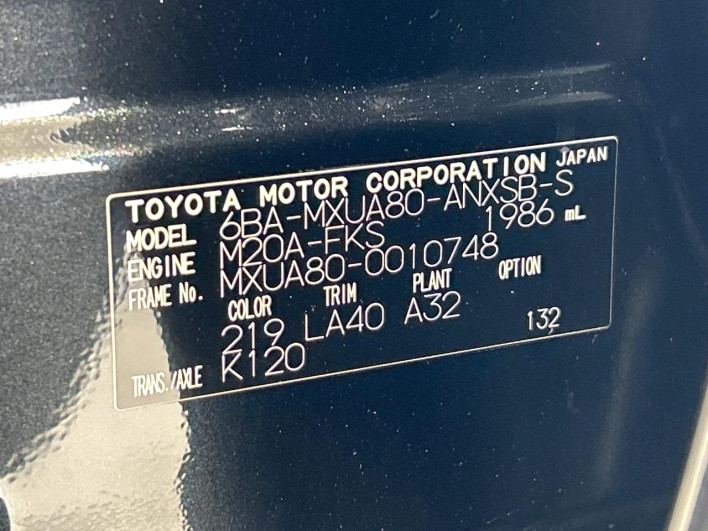 TOYOTA MOTOR CORPORATION JAPAN
MODEL 6BA-MXUA80-ANXSB-S
ENGINE M20A-FKS 1986 mL
FRAME No. MXUA80-0010748
COLOR TRIM PLANT OPTION
219 LA40 A32 132
TRANS./AXLE K120